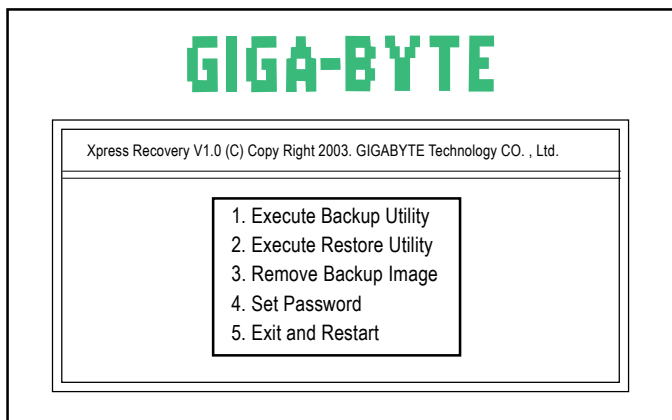 GIGA-BYTE
Xpress Recovery V1.0 (C) Copy Right 2003. GIGABYTE Technology CO. , Ltd.
1. Execute Backup Utility
2. Execute Restore Utility
3. Remove Backup Image
4. Set Password
5. Exit and Restart